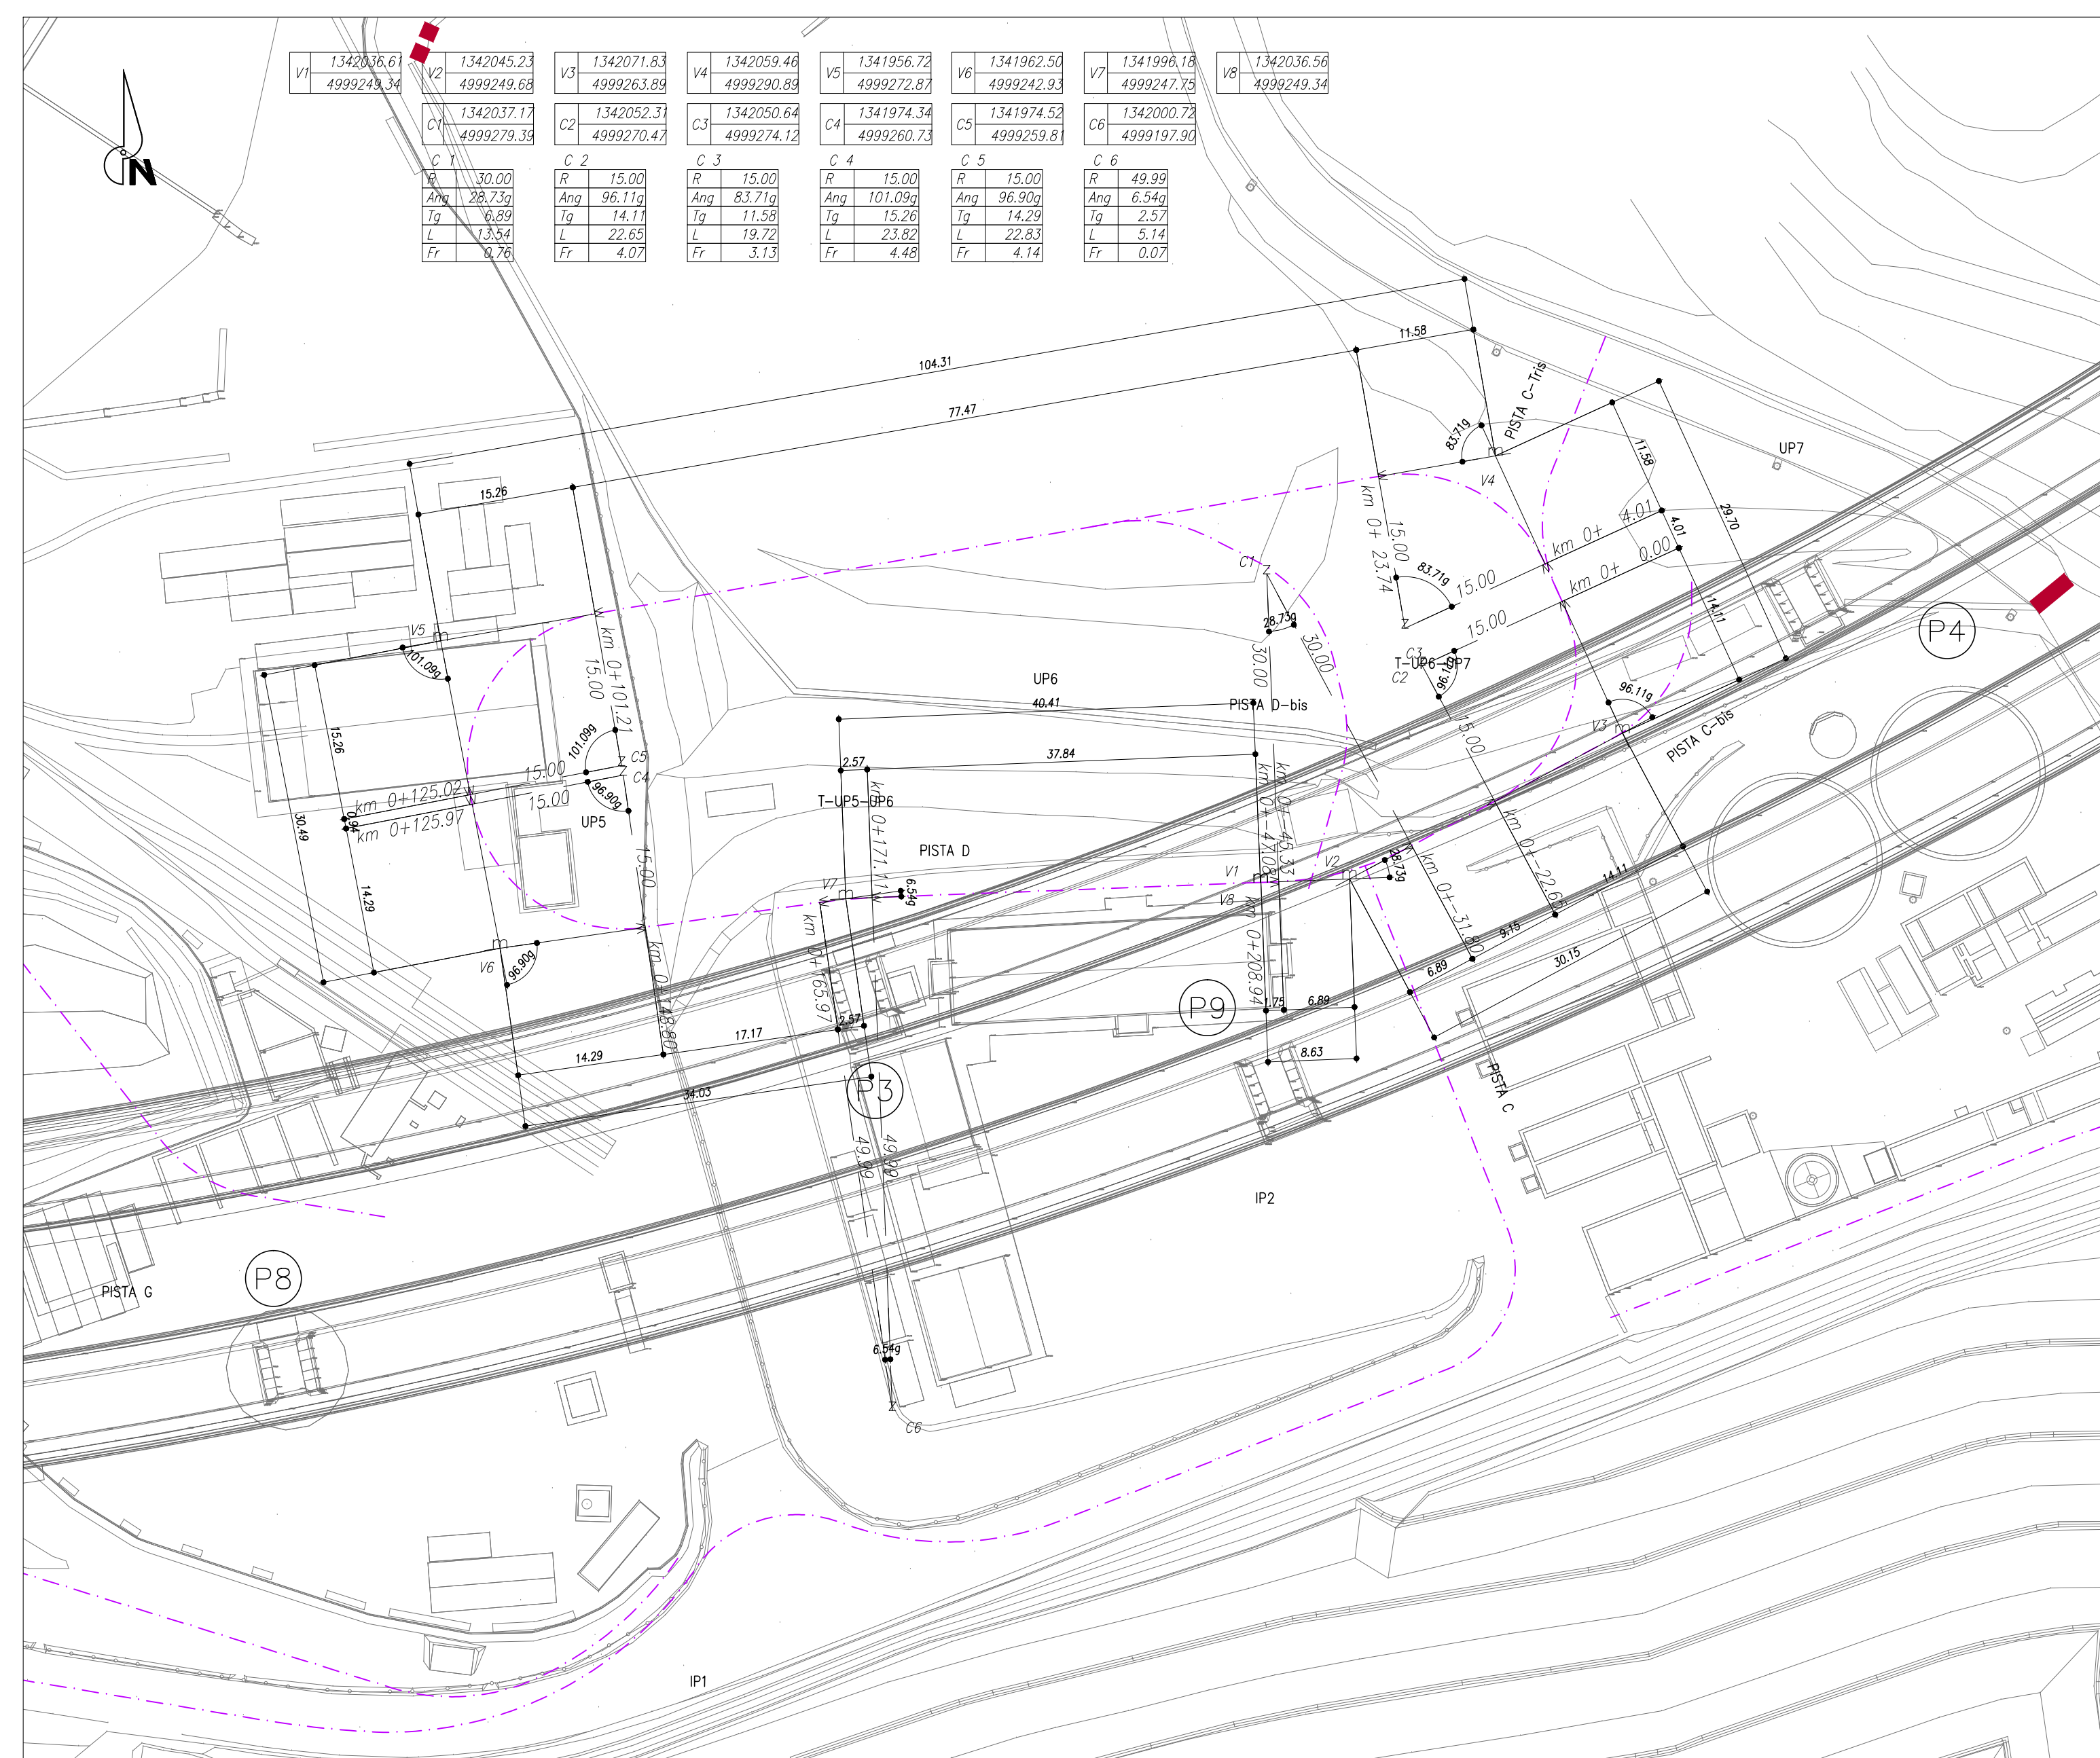 V1 1342036.61 4999249.34
V2 1342045.23 4999249.68
V3 1342071.83 4999263.89
V4 1342059.46 4999290.89
V5 1341956.72 4999272.87
V6 1341962.50 4999242.93
V7 1341996.18 4999247.75
V8 1342036.56 4999249.34
C1 1342037.17 4999279.39
C2 1342052.31 4999270.47
C3 1342050.64 4999274.12
C4 1341974.34 4999260.73
C5 1341974.52 4999259.81
C6 1342000.72 4999197.90
C 1
R 30.00
Ang 28.73g
Tg 6.89
L 13.54
Fr 0.76
C 2
R 15.00
Ang 96.11g
Tg 14.11
L 22.65
Fr 4.07
C 3
R 15.00
Ang 83.71g
Tg 11.58
L 19.72
Fr 3.13
C 4
R 15.00
Ang 101.09g
Tg 15.26
L 23.82
Fr 4.48
C 5
R 15.00
Ang 96.90g
Tg 14.29
L 22.83
Fr 4.14
C 6
R 49.99
Ang 6.54g
Tg 2.57
L 5.14
Fr 0.07
N
104.31
11.58
77.47
PISTA C-Tris
83.71g
V4
UP7
11.58
29.70
15.26
km 0+ 4.01
4.01
km 0+ 0.00
15.00
km 0+ 23.74
83.71g
15.00
15.00
C1
28.73g
30.00
30.00
14.11
P4
V5
101.09g
km 0+101.21
15.00
C3
T-UP6-UP7
C2
96.11g
UP6
40.41
PISTA D-bis
96.11g
V3
PISTA C-bis
15.26
101.09g
C5
C4
15.00
96.90g
15.00
km 0+125.02
0.94
km 0+125.97
30.49
UP5
2.57
37.84
T-UP5-UP6
km 0+171.11
km 0+-47.08
km 0+-45.33
15.00
km 0+-22.65
PISTA D
15.00
14.29
V7
6.54g
V1
V2
V8
28.73g
km 0+-31.80
14.11
9.15
30.15
V6
96.90g
km 0+148.80
km 0+165.97
km 0+208.94
P9
1.75
6.89
6.89
8.63
2.57
17.17
14.29
34.03
P3
PISTA C
49.99
49.99
IP2
P8
PISTA G
6.54g
C6
IP1